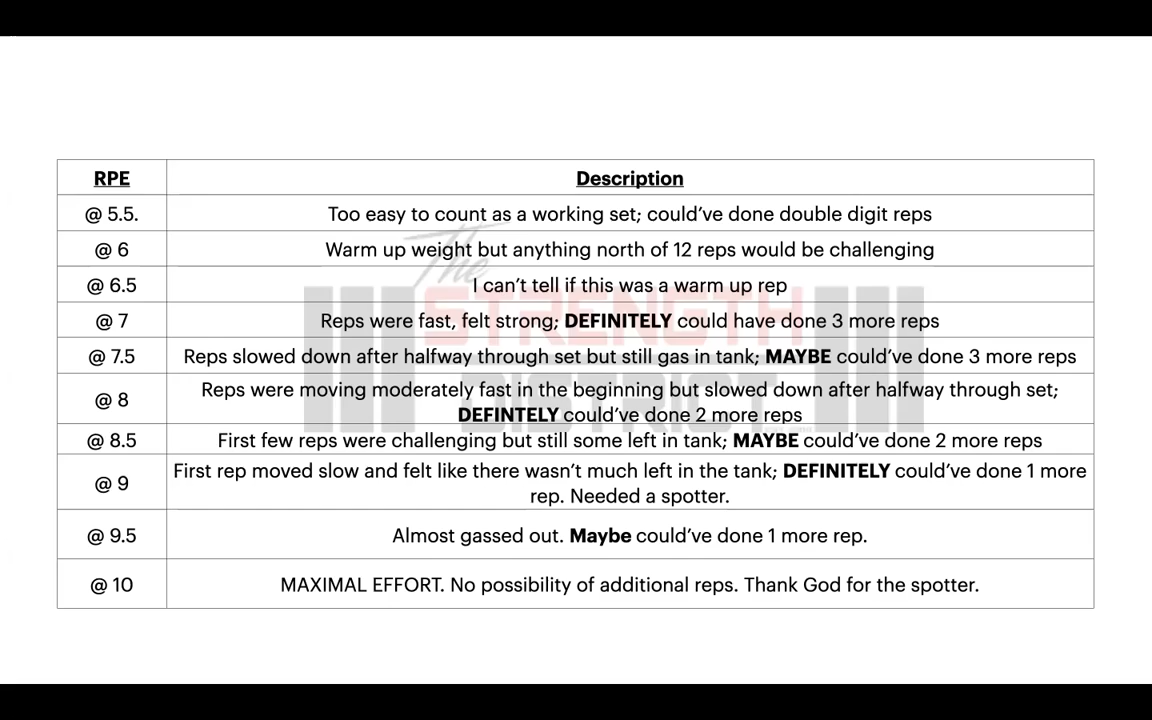 RPE Description
@ 5.5. Too easy to count as a working set; could've done double digit reps
@ 6 Warm up weight but anything north of 12 reps would be challenging
@ 6.5 I can't tell if this was a warm up rep
@ 7 Reps were fast, felt strong; DEFINITELY could have done 3 more reps
@ 7.5 Reps slowed down after halfway through set but still gas in tank; MAYBE could've done 3 more reps
@ 8 Reps were moving moderately fast in the beginning but slowed down after halfway through set;
DEFINTELY could've done 2 more reps
@ 8.5 First few reps were challenging but still some left in tank; MAYBE could've done 2 more reps
@ 9 First rep moved slow and felt like there wasn't much left in the tank; DEFINITELY could've done 1 more
rep. Needed a spotter.
@ 9.5 Almost gassed out. Maybe could've done 1 more rep.
@ 10 MAXIMAL EFFORT. No possibility of additional reps. Thank God for the spotter.
The
STRENGTH
DISTRICT